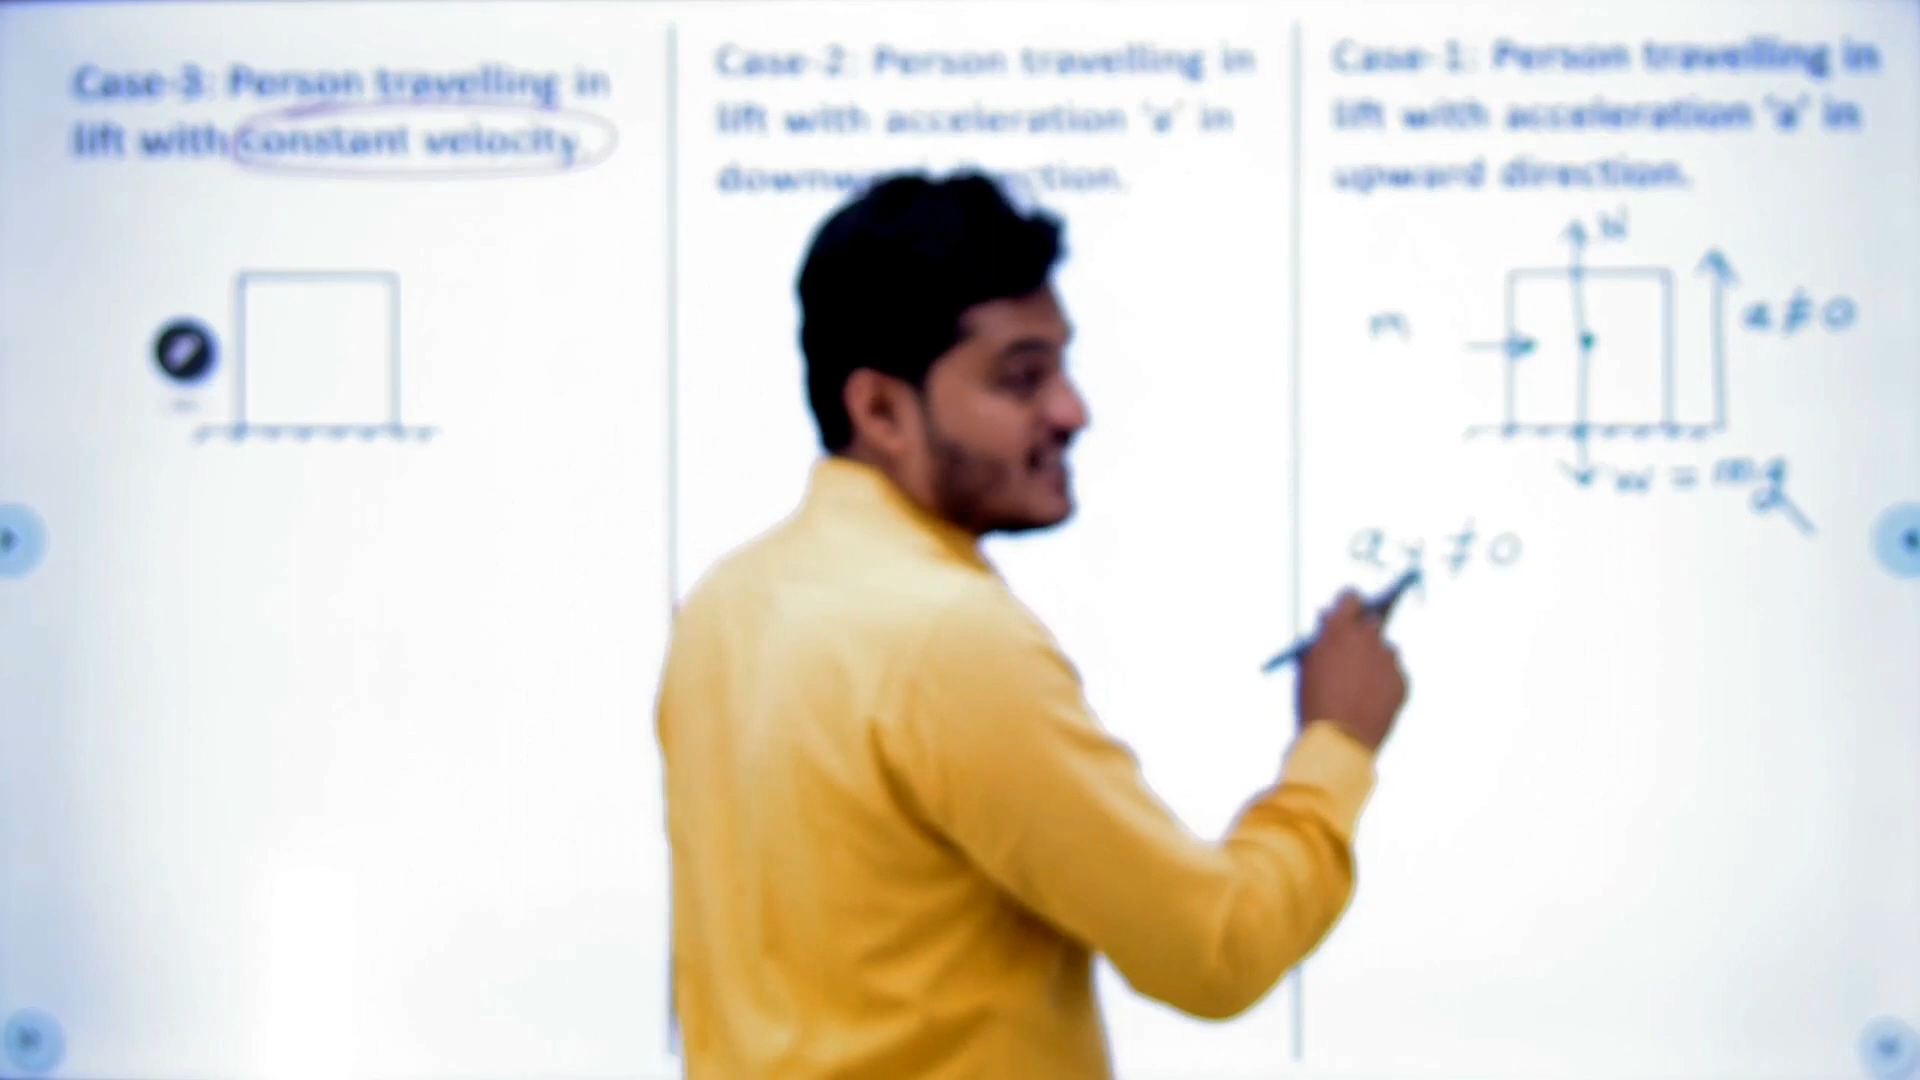 Case-3: Person travelling in
lift with constant velocity.
Case-2: Person travelling in
lift with acceleration 'a' in
Case-1: Person travelling in
lift with acceleration 'a' in
upward direction.
N
m
a ≠ 0
w = mg
a y ≠ 0